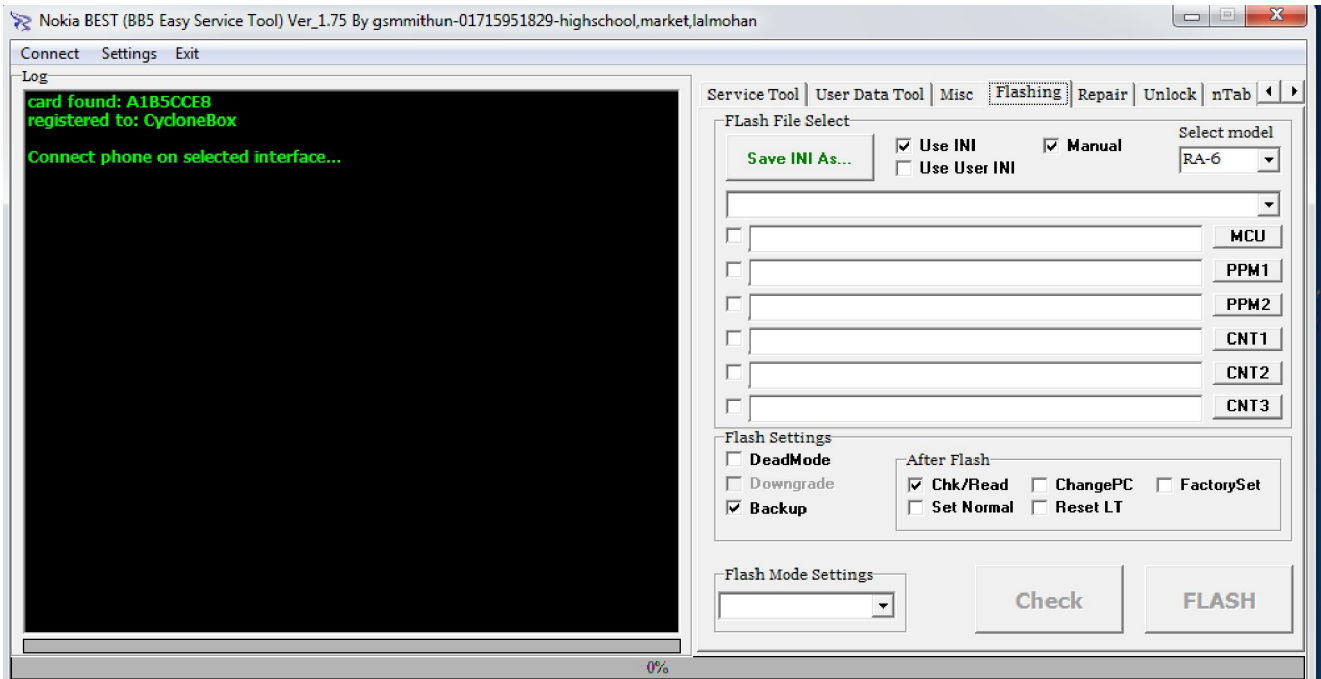 Nokia BEST (BB5 Easy Service Tool) Ver_1.75 By gsmmithun-01715951829-highschool,market,lalmohan
Connect Settings Exit
Log
card found: A1B5CCE8
registered to: CycloneBox
Connect phone on selected interface...
Service Tool User Data Tool Misc Flashing Repair Unlock nTab
FLash File Select
Save INI As...
Use INI
Use User INI
Manual
Select model
RA-6
MCU
PPM1
PPM2
CNT1
CNT2
CNT3
Flash Settings
DeadMode
Downgrade
Backup
After Flash
Chk/Read ChangePC FactorySet
Set Normal Reset LT
Flash Mode Settings
Check
FLASH
0%